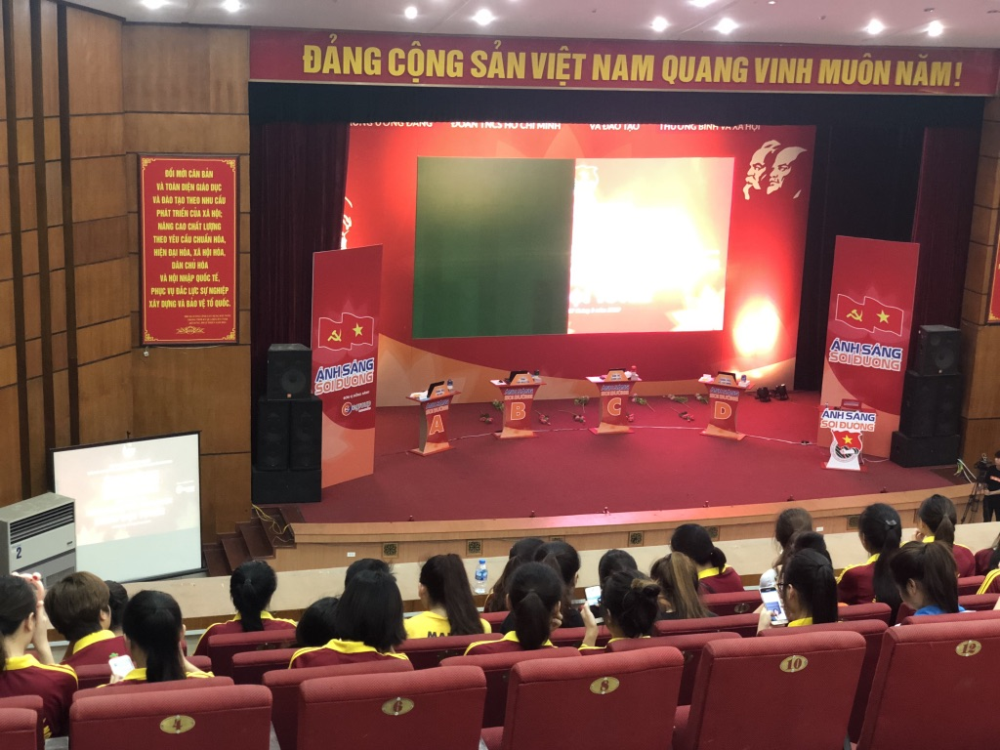 ĐẢNG CỘNG SẢN VIỆT NAM QUANG VINH MUÔN NĂM!
ƯƠNG ĐẢNG
ĐOÀN TNCS HỒ CHÍ MINH
VÀ ĐÀO TẠO
THƯƠNG BINH VÀ XÃ HỘI
ĐỔI MỚI CĂN BẢN
VÀ TOÀN DIỆN GIÁO DỤC
VÀ ĐÀO TẠO THEO NHU CẦU
PHÁT TRIỂN CỦA XÃ HỘI;
NÂNG CAO CHẤT LƯỢNG
THEO YÊU CẦU CHUẨN HÓA,
HIỆN ĐẠI HÓA, XÃ HỘI HÓA,
DÂN CHỦ HÓA
VÀ HỘI NHẬP QUỐC TẾ,
PHỤC VỤ ĐẮC LỰC SỰ NGHIỆP
XÂY DỰNG VÀ BẢO VỆ TỔ QUỐC.
ÁNH SÁNG
SOI ĐƯỜNG
ÁNH SÁNG
SOI ĐƯỜNG
A
B
C
D
ÁNH SÁNG
SOI ĐƯỜNG
2
4
6
8
10
12